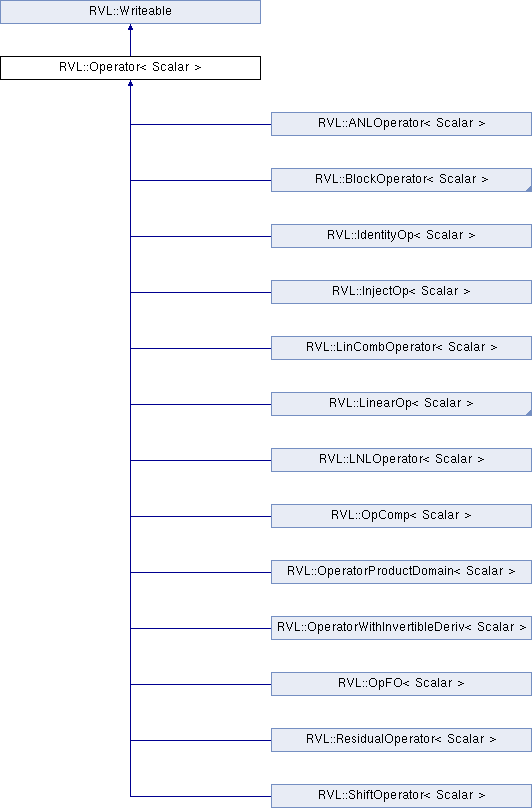 RVL::Writeable
RVL::Operator< Scalar >
RVL::ANLOperator< Scalar >
RVL::BlockOperator< Scalar >
RVL::IdentityOp< Scalar >
RVL::InjectOp< Scalar >
RVL::LinCombOperator< Scalar >
RVL::LinearOp< Scalar >
RVL::LNLOperator< Scalar >
RVL::OpComp< Scalar >
RVL::OperatorProductDomain< Scalar >
RVL::OperatorWithInvertibleDeriv< Scalar >
RVL::OpFO< Scalar >
RVL::ResidualOperator< Scalar >
RVL::ShiftOperator< Scalar >